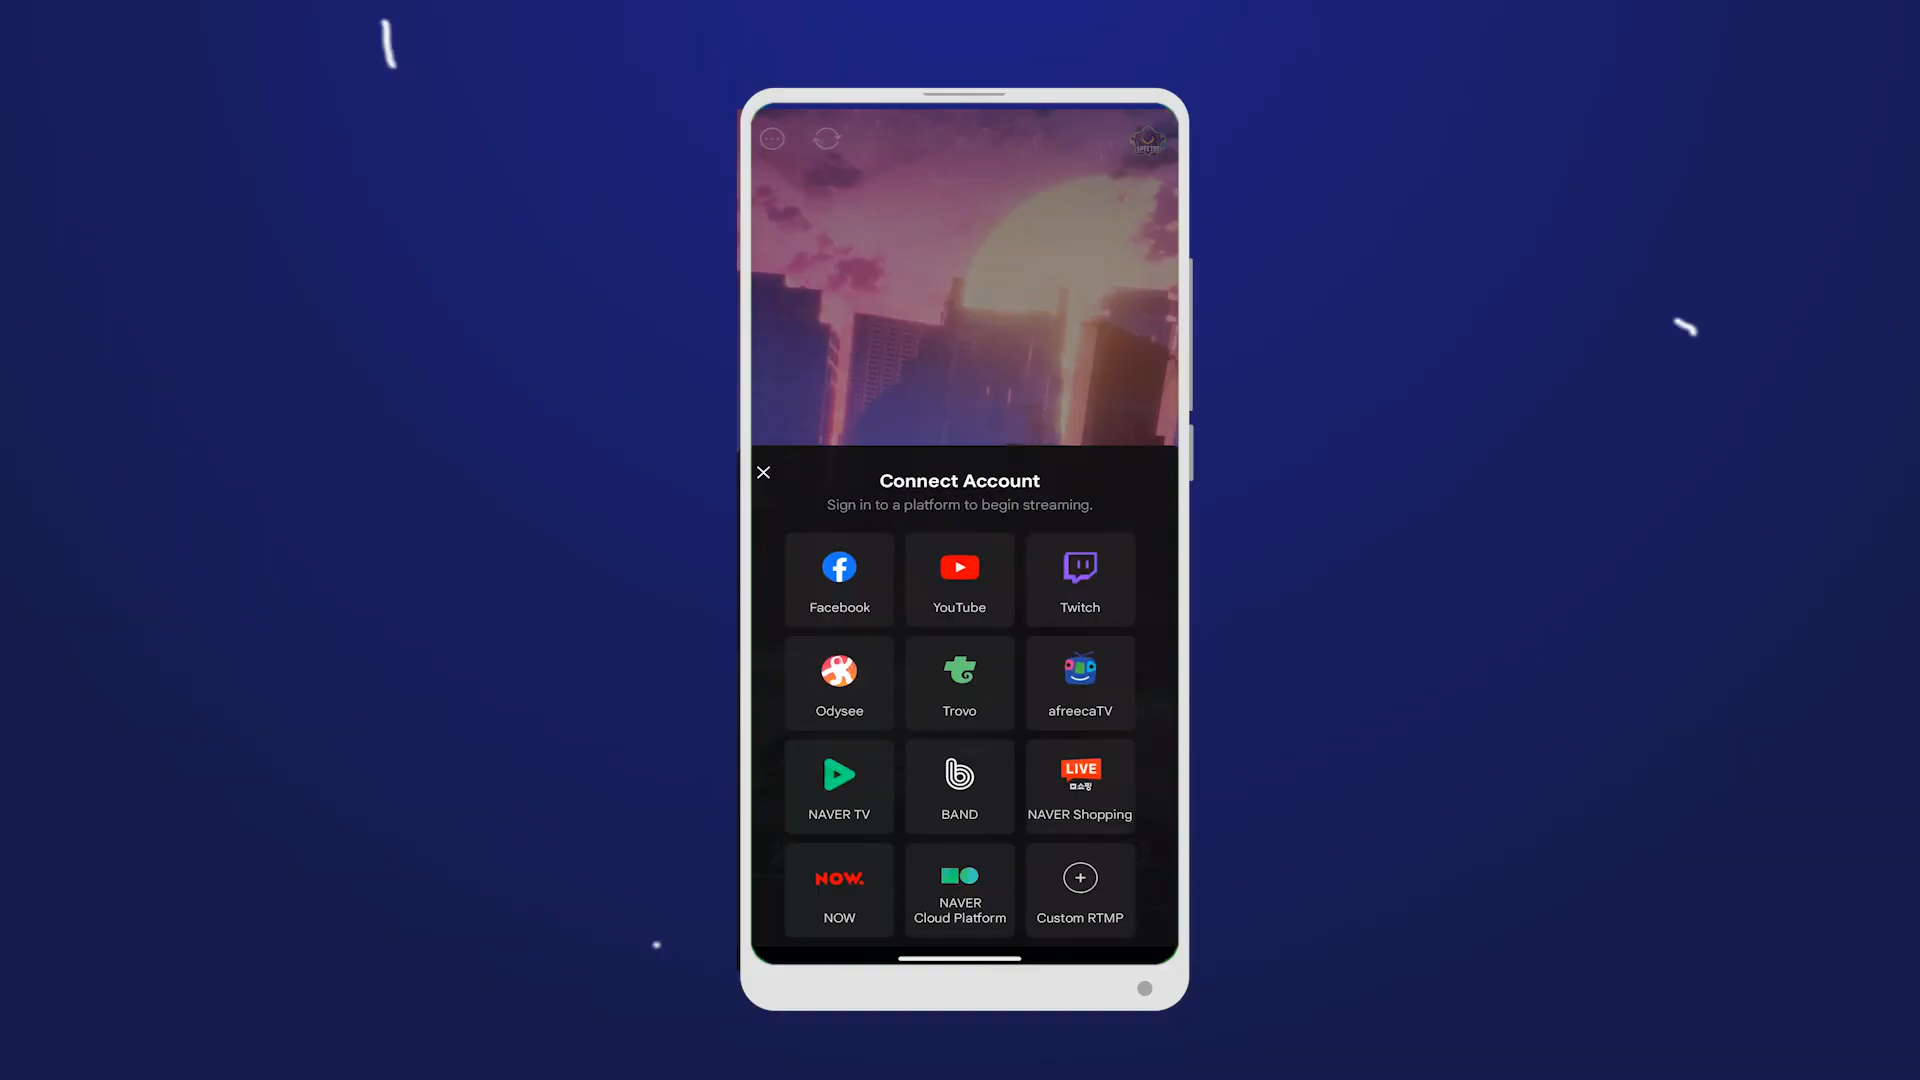 SPECTRE
Connect Account
Sign in to a platform to begin streaming.
Facebook
YouTube
Twitch
Odysee
Trovo
afreecaTV
LIVE
NAVER TV
BAND
NAVER Shopping
NOW.
NOW
NAVER
Cloud Platform
Custom RTMP